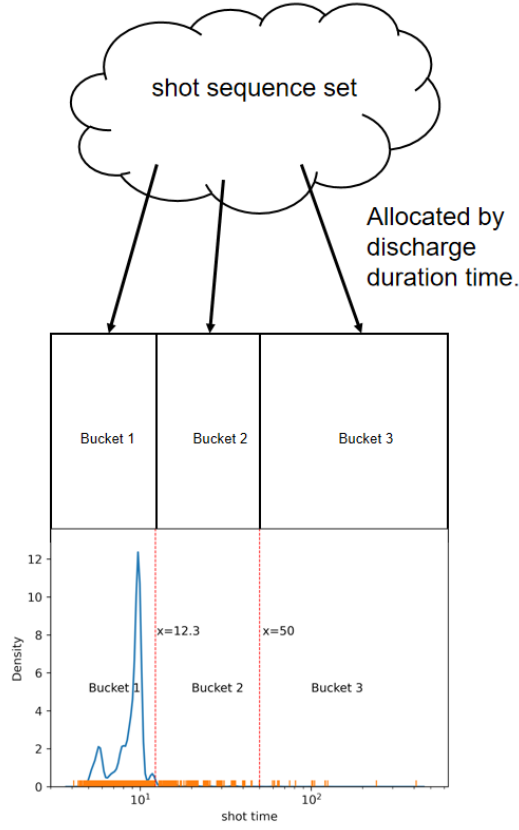 shot sequence set
Allocated by
discharge
duration time.
Bucket 1
Bucket 2
Bucket 3
12
10
8
6
4
2
0
Density
x=12.3
x=50
Bucket 1
Bucket 2
Bucket 3
10¹
10²
shot time